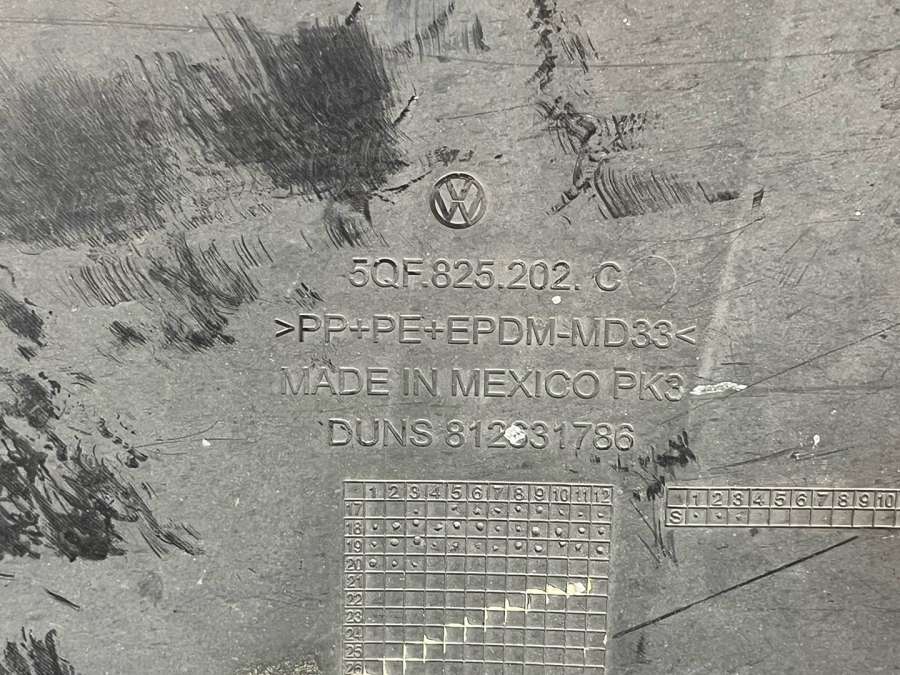 5QF.825.202. C
>PP+PE+EPDM-MD33<
MADE IN MEXICO PK3
DUNS 812631786
1 2 3 4 5 6 7 8 9 10 11 12
17
18
19
20
21
22
23
24
25
26
1 2 3 4 5 6 7 8 9 10
S